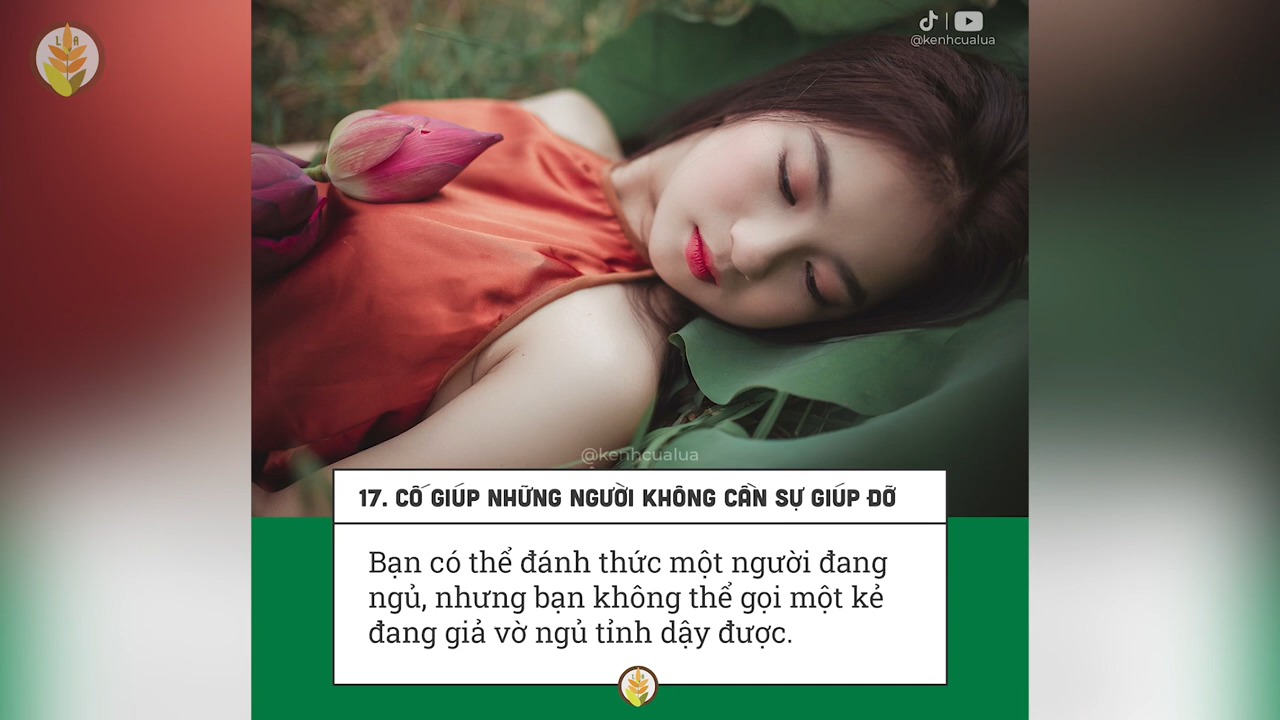 L A
@kenhcualua
@kenhcualua
17. CỐ GIÚP NHỮNG NGƯỜI KHÔNG CẦN SỰ GIÚP ĐỠ
Bạn có thể đánh thức một người đang
ngủ, nhưng bạn không thể gọi một kẻ
đang giả vờ ngủ tỉnh dậy được.
L A